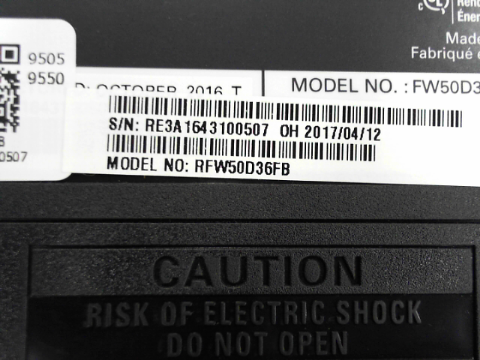 Made
Fabriqué e
9505
9550
OCTOBER 2016 T
MODEL NO. : FW50D3
S/N: RE3A1643100507 OH 2017/04/12
0507
MODEL NO: RFW50D36FB
CAUTION
RISK OF ELECTRIC SHOCK
DO NOT OPEN